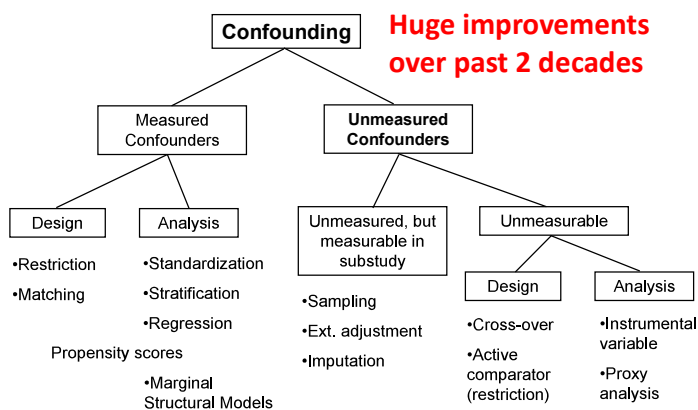 Confounding
Huge improvements
over past 2 decades
Measured
Confounders
Unmeasured
Confounders
Design
•Restriction
•Matching
Analysis
•Standardization
•Stratification
•Regression
Propensity scores
•Marginal
Structural Models
Unmeasured, but
measurable in
substudy
•Sampling
•Ext. adjustment
•Imputation
Unmeasurable
Design
•Cross-over
•Active
comparator
(restriction)
Analysis
•Instrumental
variable
•Proxy
analysis